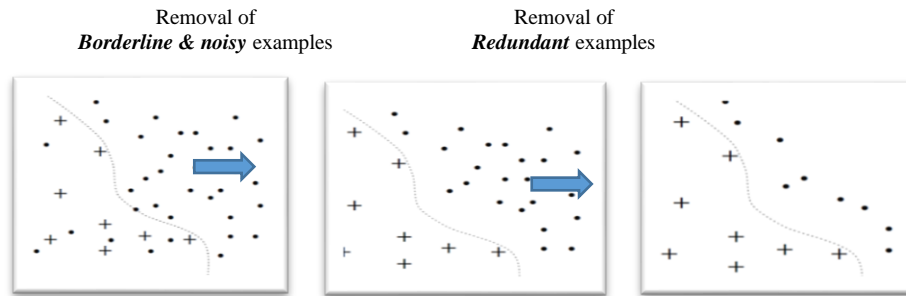 Removal of
Borderline & noisy examples
Removal of
Redundant examples